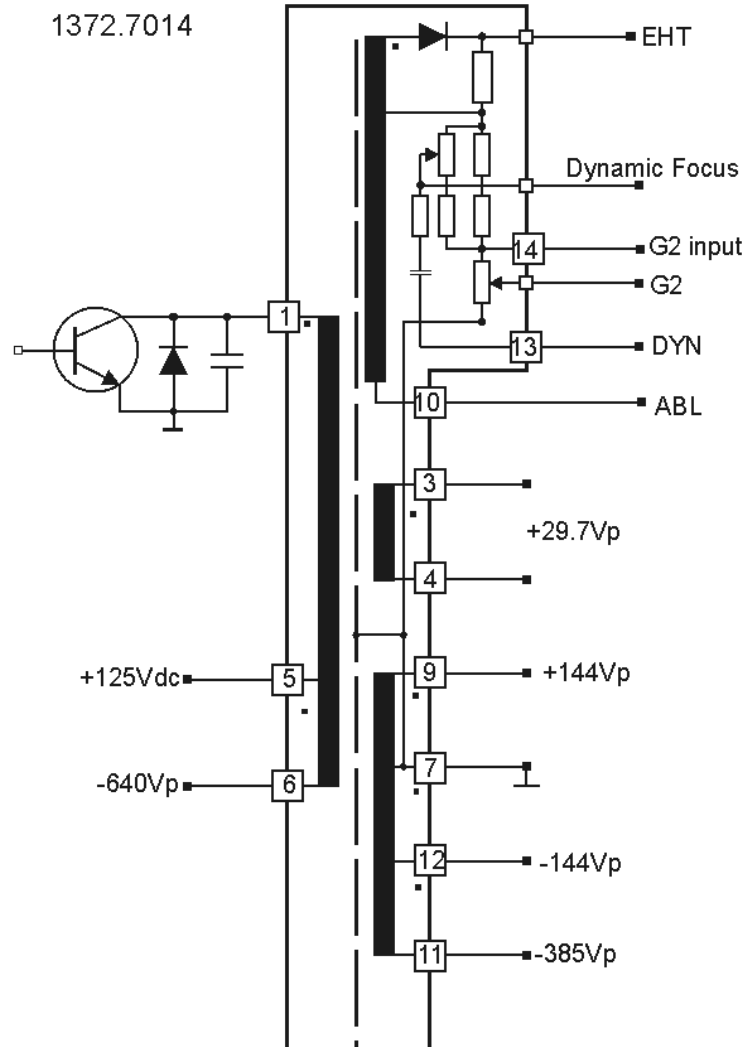 1372.7014
EHT
Dynamic Focus
14
G2 input
G2
1
13
DYN
10
ABL
3
+29.7Vp
4
+125Vdc
5
9
+144Vp
-640Vp
6
7
12
-144Vp
11
-385Vp